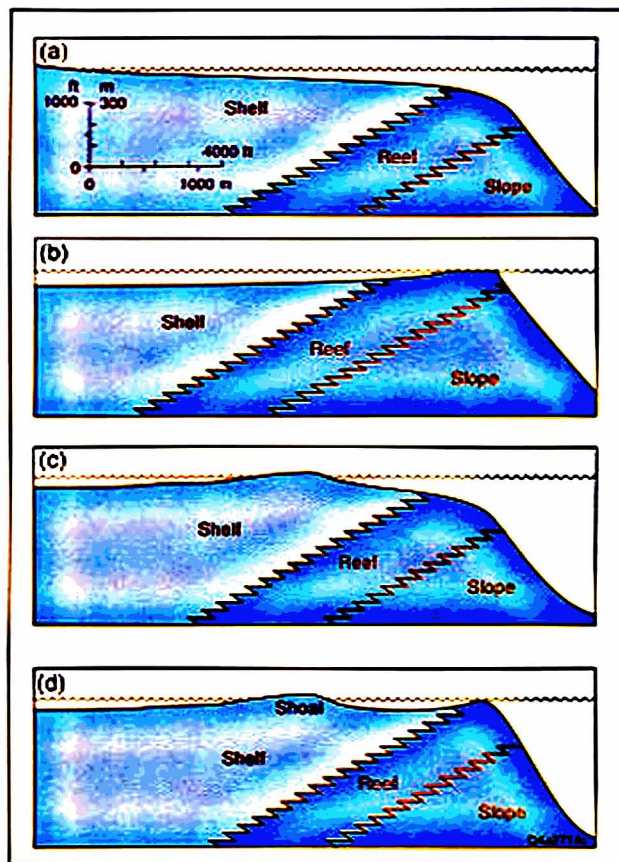 (a)
ft m
1000 300
Shelf
4000 ft
Reef
0
0 1000 m
Slope
(b)
Shelf
Reef
Slope
(c)
Shelf
Reef
Slope
(d)
Shoal
Shelf
Reef
Slope